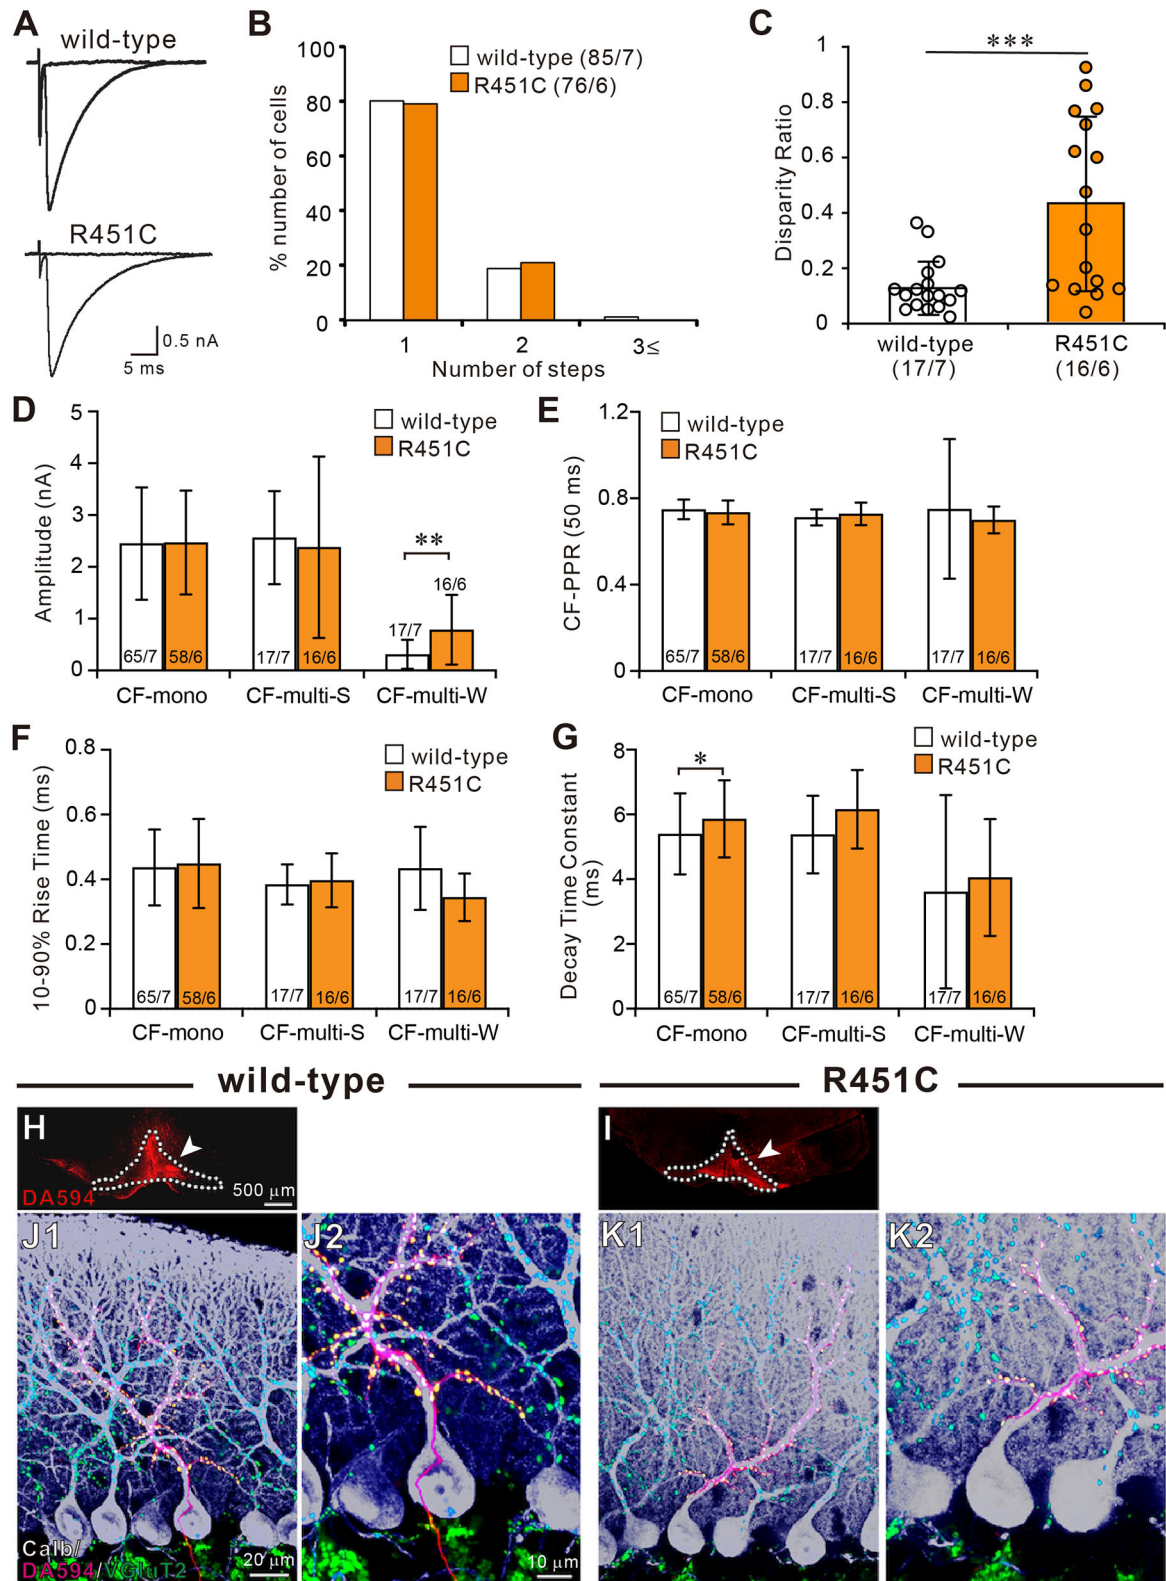 A
wild-type
R451C
0.5 nA
5 ms
B
100
80
60
40
20
0
% number of cells
wild-type (85/7)
R451C (76/6)
1 2 3≤
Number of steps
C
***
1
0.8
0.6
0.4
0.2
0
Disparity Ratio
wild-type R451C
(17/7) (16/6)
D
5
4
3
2
1
0
Amplitude (nA)
wild-type
R451C
**
16/6
17/7
65/7 58/6 17/7 16/6
CF-mono CF-multi-S CF-multi-W
E
1.2
0.8
0.4
0
CF-PPR (50 ms)
wild-type
R451C
65/7 58/6 17/7 16/6 17/7 16/6
CF-mono CF-multi-S CF-multi-W
F
0.8
0.6
0.4
0.2
0
10-90% Rise Time (ms)
wild-type
R451C
65/7 58/6 17/7 16/6 17/7 16/6
CF-mono CF-multi-S CF-multi-W
G
8
6
4
2
0
Decay Time Constant
(ms)
wild-type
R451C
*
65/7 58/6 17/7 16/6 17/7 16/6
CF-mono CF-multi-S CF-multi-W
wild-type
R451C
H
DA594
500 µm
I
J1
Calb/
DA594/VGluT2
20 µm
J2
10 µm
K1
K2